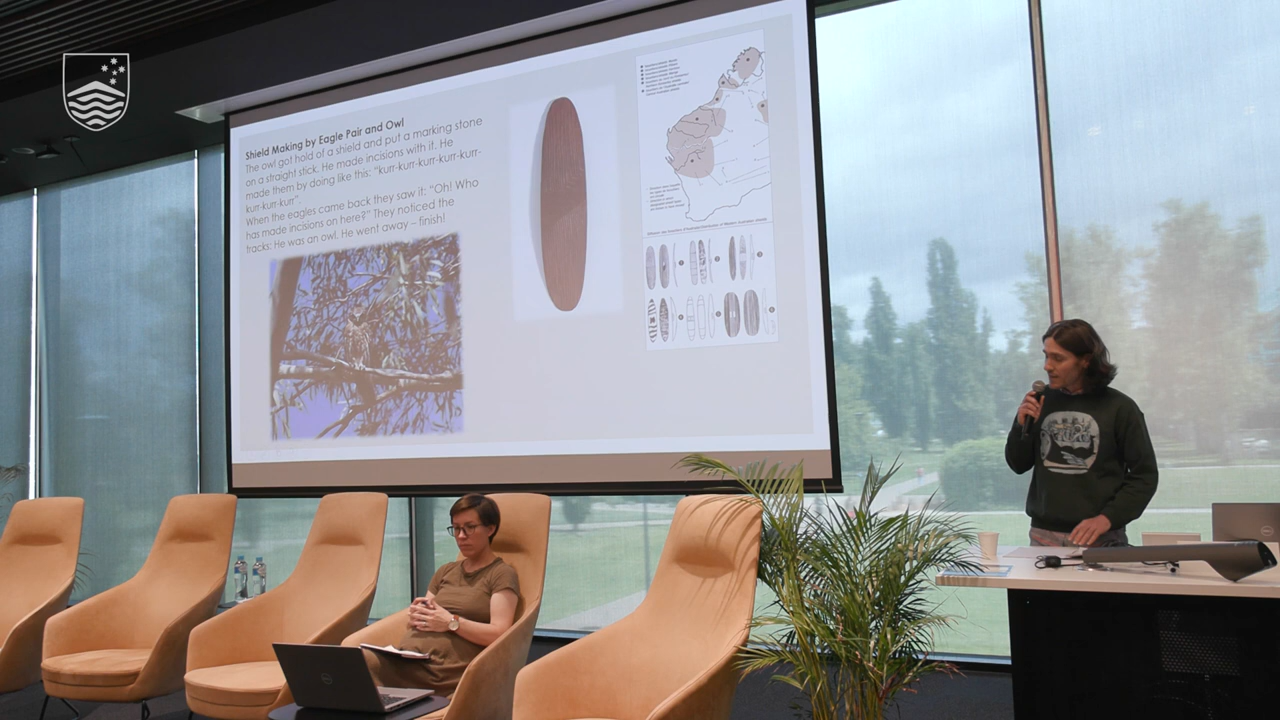 Shield Making by Eagle Pair and Owl
The owl got hold of a shield and put a marking stone
on a straight stick. He made incisions with it. He
made them by doing like this: "kurr-kurr-kurr-kurr-kurr-
kurr-kurr-kurr".
When the eagles came back they saw it: "Oh! Who
has made incisions on here?" They noticed the
tracks: He was an owl. He went away – finish!
DELL